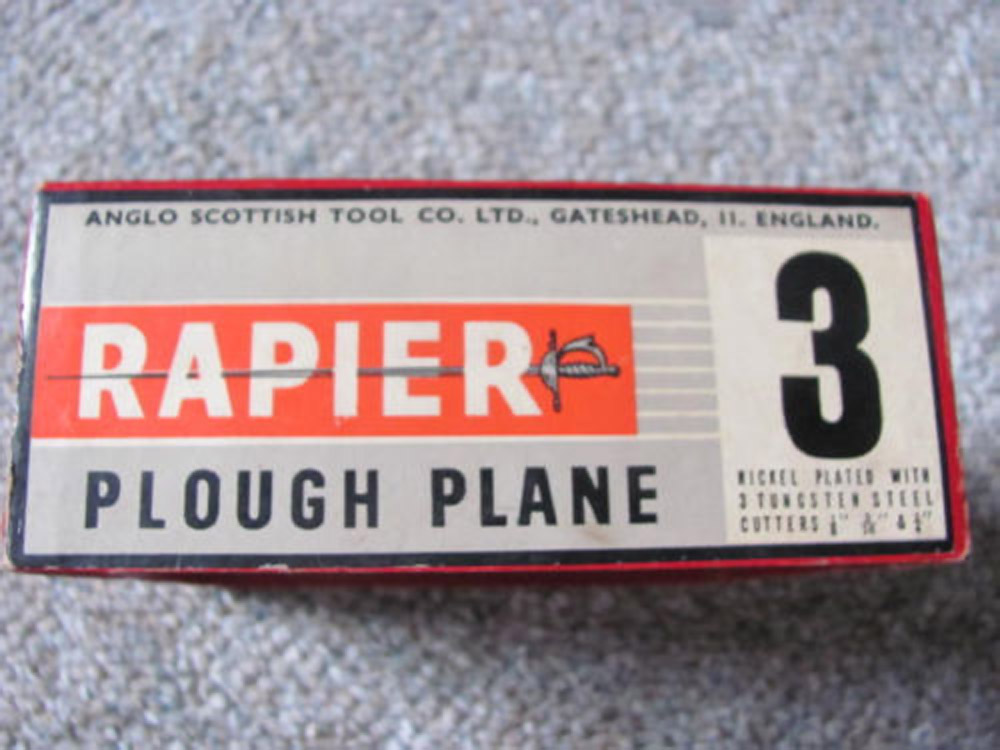 ANGLO SCOTTISH TOOL CO. LTD., GATESHEAD, 11. ENGLAND.
RAPIER
PLOUGH PLANE
3
NICKEL PLATED WITH
3 TUNGSTEN STEEL
CUTTERS &